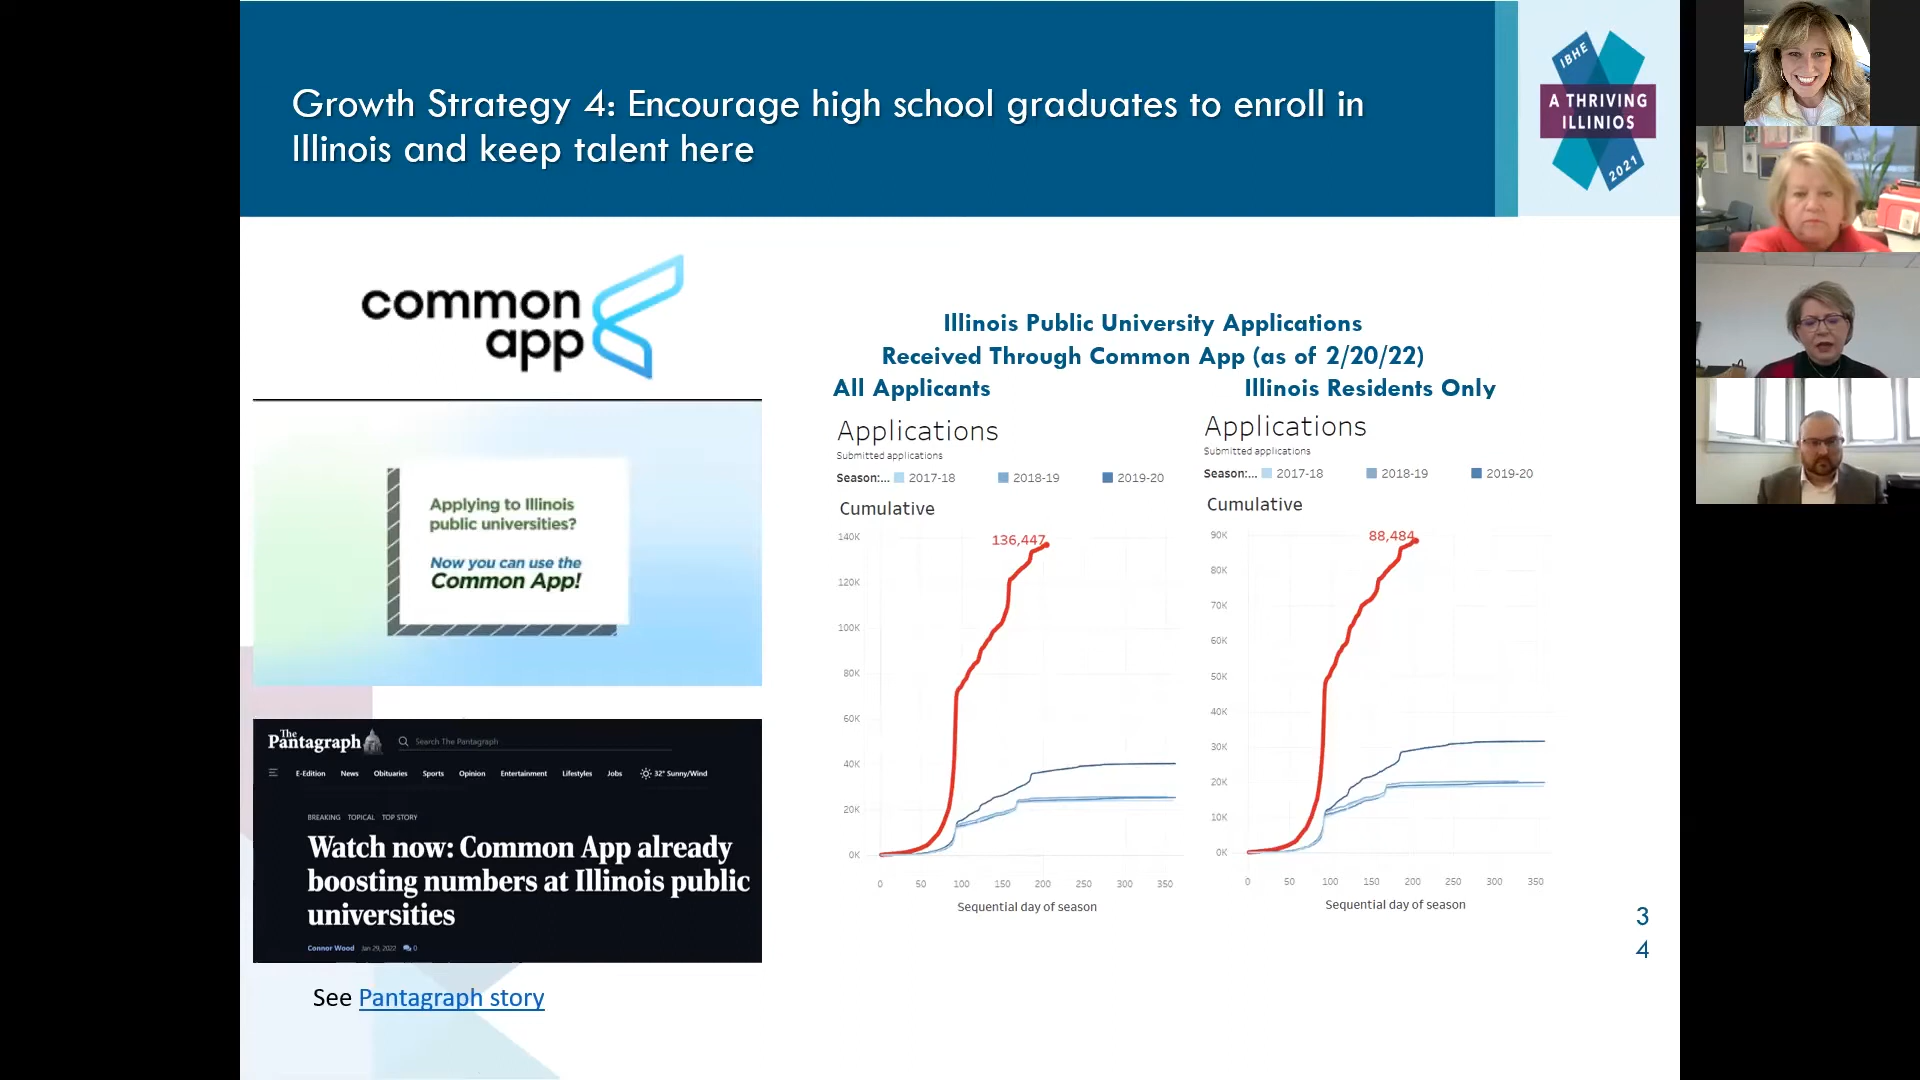 Growth Strategy 4: Encourage high school graduates to enroll in
Illinois and keep talent here
IBHE
A THRIVING
ILLINIOS
2021
common
app
Applying to Illinois
public universities?
Now you can use the
Common App!
The
Pantagraph
Search The Pantagraph
E-Edition News Obituaries Sports Opinion Entertainment Lifestyles Jobs 32° Sunny/Wind
BREAKING TOPICAL TOP STORY
Watch now: Common App already
boosting numbers at Illinois public
universities
Connor Wood Jan 29, 2022 0
See Pantagraph story
Illinois Public University Applications
Received Through Common App (as of 2/20/22)
All Applicants
Applications
Submitted applications
Season:... 2017-18 2018-19 2019-20
Cumulative
136,447
140K
120K
100K
80K
60K
40K
20K
0K
0 50 100 150 200 250 300 350
Sequential day of season
Illinois Residents Only
Applications
Submitted applications
Season:... 2017-18 2018-19 2019-20
Cumulative
88,484
90K
80K
70K
60K
50K
40K
30K
20K
10K
0K
0 50 100 150 200 250 300 350
Sequential day of season
3
4